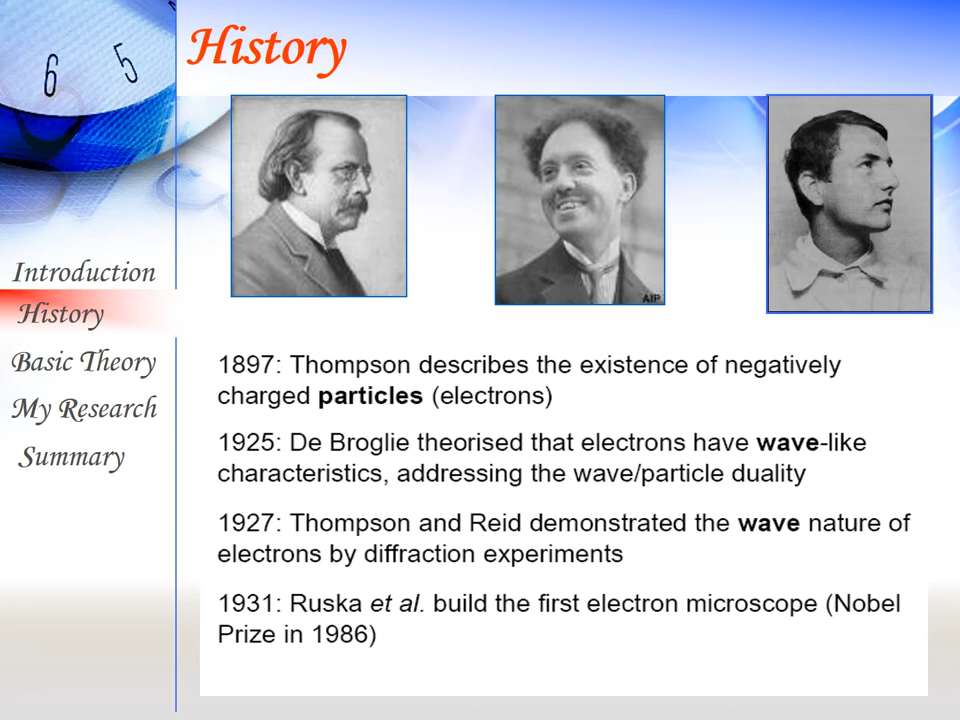 6
5
History
AIP
Introduction
History
Basic Theory
My Research
Summary
1897: Thompson describes the existence of negatively
charged particles (electrons)
1925: De Broglie theorised that electrons have wave-like
characteristics, addressing the wave/particle duality
1927: Thompson and Reid demonstrated the wave nature of
electrons by diffraction experiments
1931: Ruska et al. build the first electron microscope (Nobel
Prize in 1986)